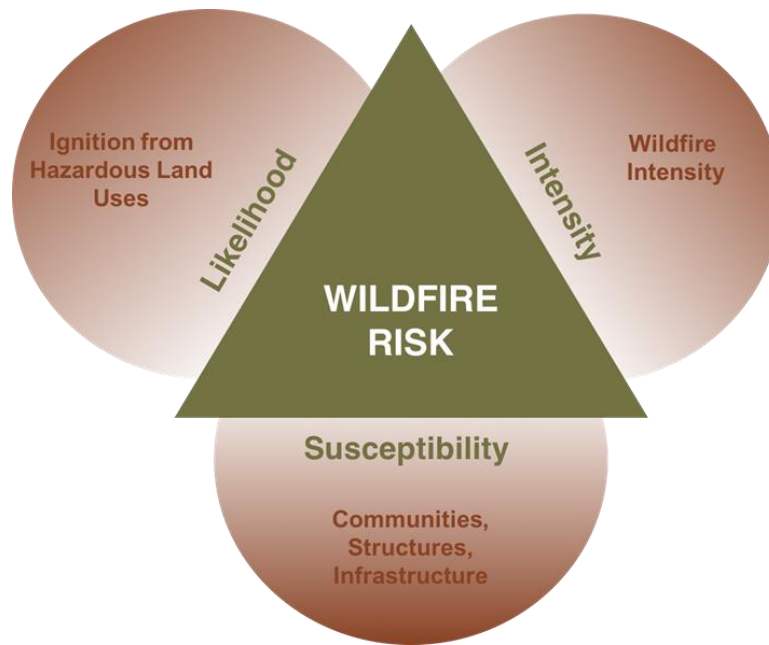 Ignition from
Hazardous Land
Uses
Likelihood
Intensity
Wildfire
Intensity
WILDFIRE
RISK
Susceptibility
Communities,
Structures,
Infrastructure